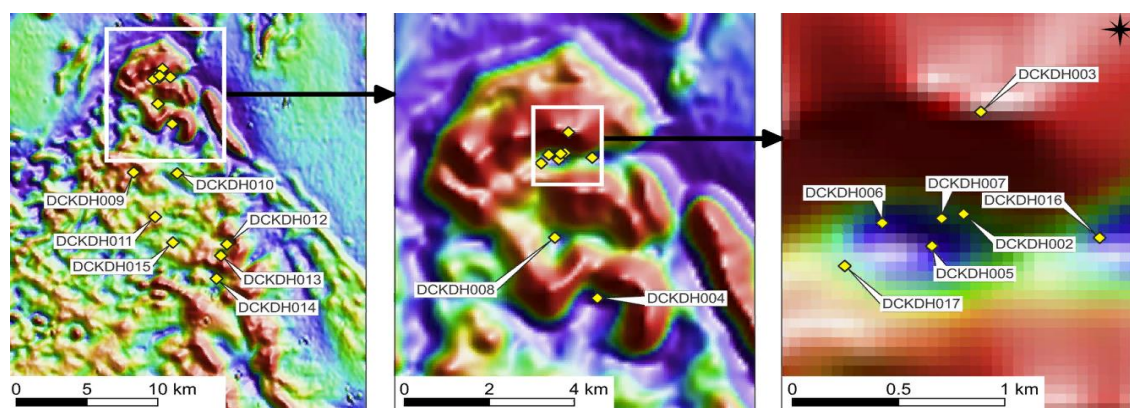 DCKDH010
DCKDH009
DCKDH012
DCKDH011
DCKDH015
DCKDH013
DCKDH014
0 5 10 km
DCKDH008
DCKDH004
0 2 4 km
DCKDH003
DCKDH007
DCKDH006
DCKDH016
DCKDH002
DCKDH005
DCKDH017
0 0.5 1 km